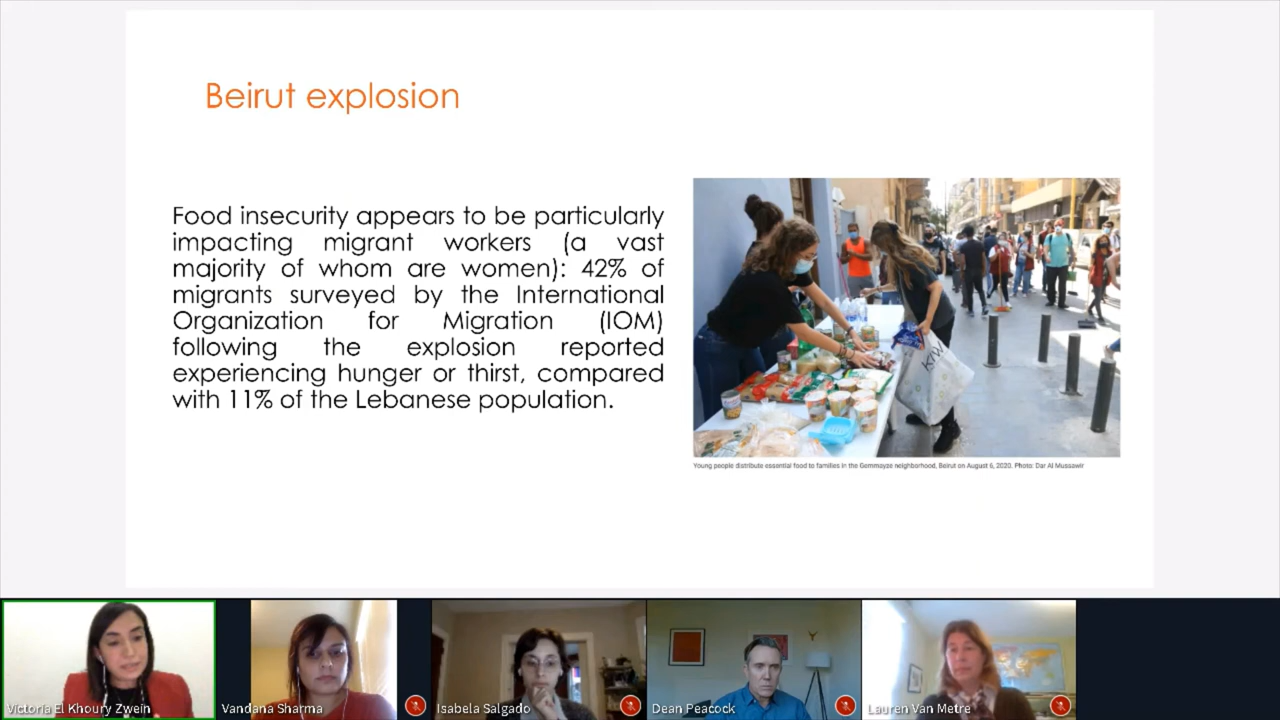 Beirut explosion
Food insecurity appears to be particularly
impacting migrant workers (a vast
majority of whom are women): 42% of
migrants surveyed by the International
Organization for Migration (IOM)
following the explosion reported
experiencing hunger or thirst, compared
with 11% of the Lebanese population.
Young people distribute essential food to families in the Gemmayze neighborhood, Beirut on August 6, 2020. Photo: Dar Al Mussawir
Victoria El Khoury Zwein
Vandana Sharma
Isabela Salgado
Dean Peacock
Lauren Van Metre